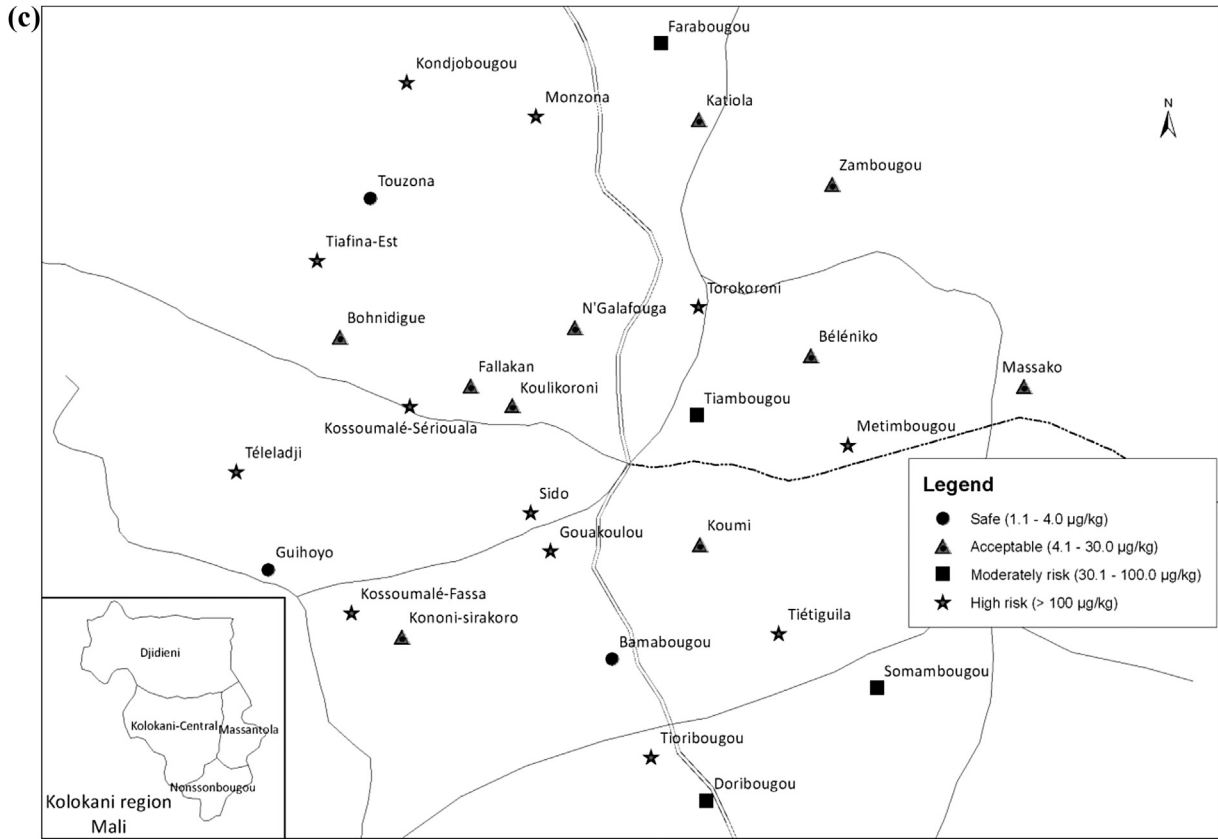 (c)
Farabougou
Kondjobougou
Monzona
Katiola
N
Zambougou
Touzona
Tiafina-Est
Torokoroni
N'Galafouga
Bohnidigue
Béléniko
Fallakan
Massako
Koulikoroni
Tiambougou
Kossoumalé-Sériouala
Metimbougou
Téleladji
Legend
Safe (1.1 - 4.0 µg/kg)
Acceptable (4.1 - 30.0 µg/kg)
Moderately risk (30.1 - 100.0 µg/kg)
High risk (> 100 µg/kg)
Sido
Gouakoulou
Koumi
Guihoyo
Kossoumalé-Fassa
Kononi-sirakoro
Tiétiguila
Bamabougou
Somambougou
Tioribougou
Doribougou
Djidieni
Kolokani-Central
Massantola
Nonssonbougou
Kolokani region
Mali